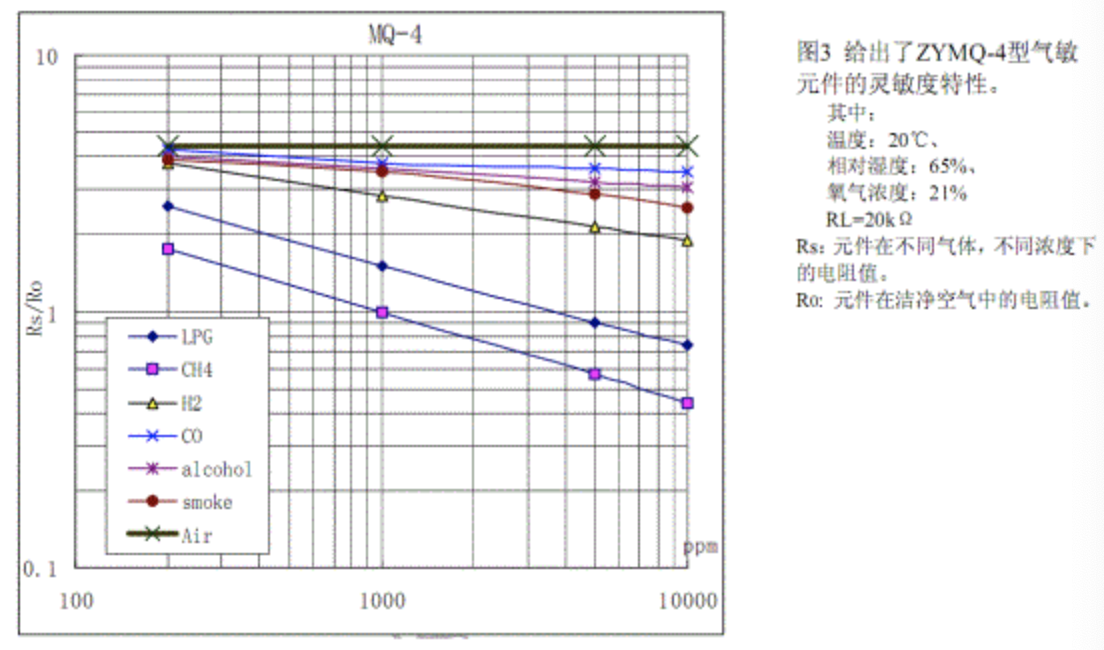 MQ-4
10
1
0.1
Rs/Ro
LPG
CH4
H2
CO
alcohol
smoke
Air
ppm
100
1000
10000
图3 给出了ZYMQ-4型气敏
元件的灵敏度特性。
其中:
温度：20℃、
相对湿度：65%、
氧气浓度：21%
RL=20kΩ
Rs：元件在不同气体，不同浓度下
的电阻值。
R0: 元件在洁净空气中的电阻值。